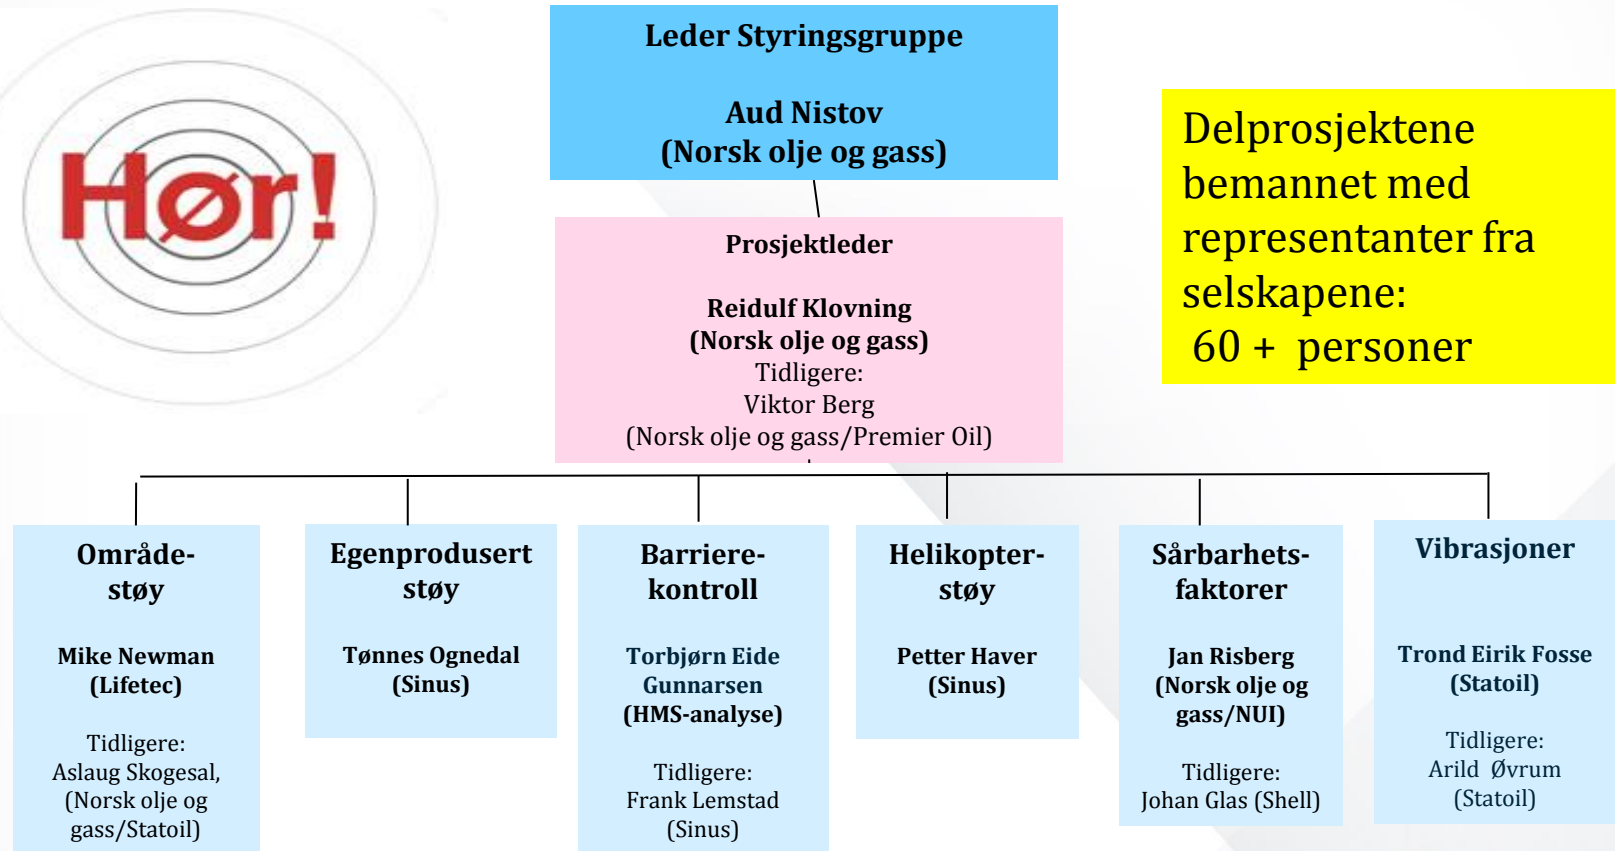 Hør!
Leder Styringsgruppe
Aud Nistov
(Norsk olje og gass)
Delprosjektene
bemannet med
representanter fra
selskapene:
60 + personer
Prosjektleder
Reidulf Klovning
(Norsk olje og gass)
Tidligere:
Viktor Berg
(Norsk olje og gass/Premier Oil)
Område-
støy
Mike Newman
(Lifetec)
Tidligere:
Aslaug Skogesal,
(Norsk olje og
gass/Statoil)
Egenprodusert
støy
Tønnes Ognedal
(Sinus)
Barriere-
kontroll
Torbjørn Eide
Gunnarsen
(HMS-analyse)
Tidligere:
Frank Lemstad
(Sinus)
Helikopter-
støy
Petter Haver
(Sinus)
Sårbarhets-
faktorer
Jan Risberg
(Norsk olje og
gass/NUI)
Tidligere:
Johan Glas (Shell)
Vibrasjoner
Trond Eirik Fosse
(Statoil)
Tidligere:
Arild Øvrum
(Statoil)